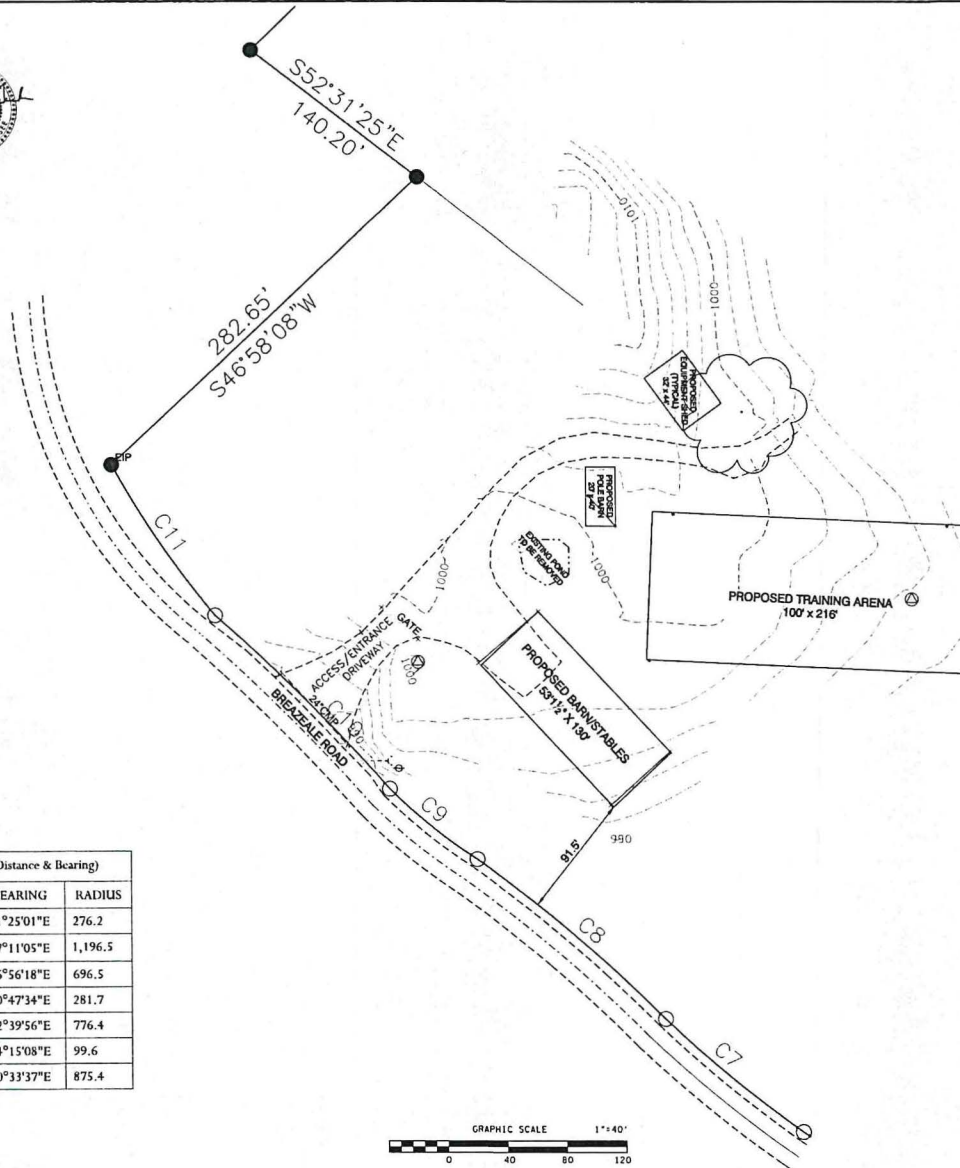 S52°31'25"E
140.20'
282.65'
S46°58'08"W
EIP
C11
1010
1000
PROPOSED
EQUIPMENT SHED
(TYPICAL)
32' x 44'
PROPOSED
POLE BARN
EXISTING POND
TO BE REMOVED
1000
1000
PROPOSED TRAINING ARENA
100' x 216'
ACCESS/ENTRANCE
DRIVEWAY
GATE
1000
24" CMP
C10
BREAZEALE ROAD
PROPOSED BARN/STABLES
53'1½" X 130'
C9
91.5'
990
C8
C7
Distance & Bearing)
EARING RADIUS
°25'01"E 276.2
°11'05"E 1,196.5
°56'18"E 696.5
°47'34"E 281.7
°39'56"E 776.4
°15'08"E 99.6
°33'37"E 875.4
GRAPHIC SCALE 1"=40'
0 40 80 120